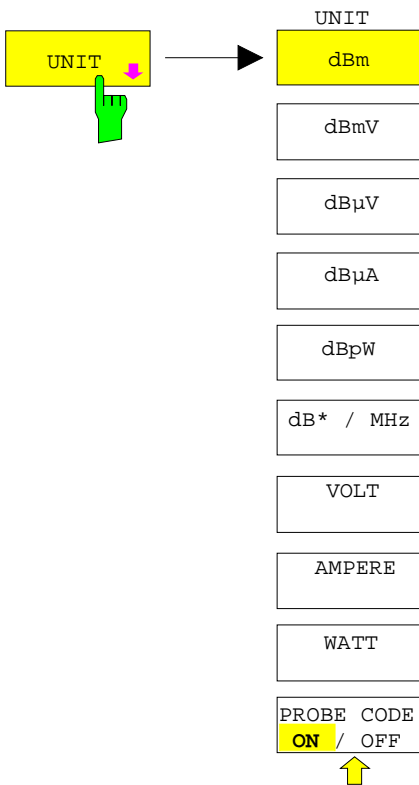 UNIT
UNIT
dBm
dBmV
dBµV
dBµA
dBpW
dB* / MHz
VOLT
AMPERE
WATT
PROBE CODE
ON / OFF